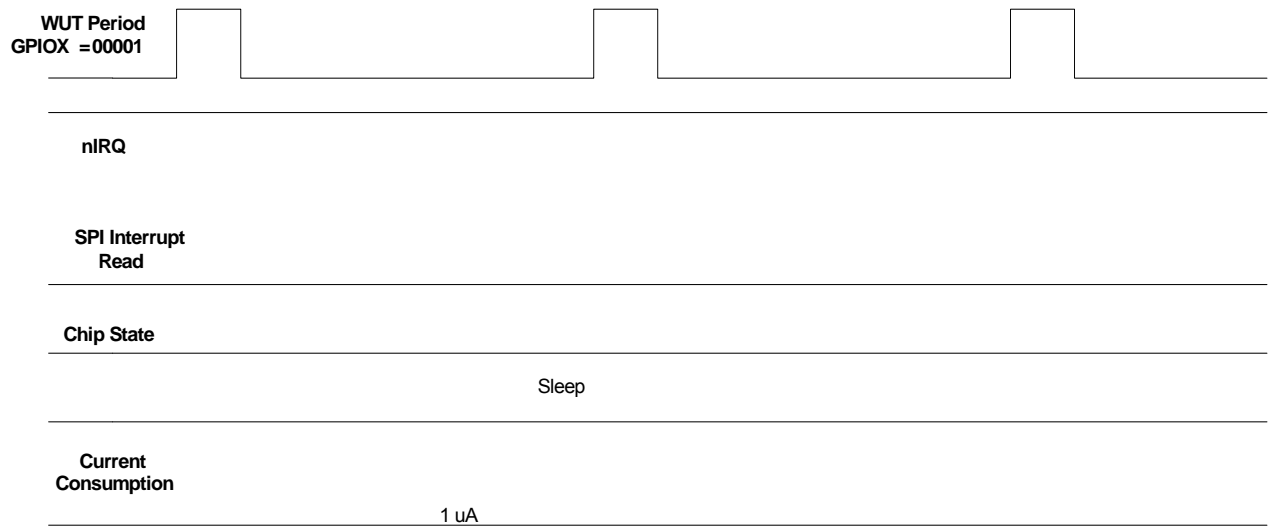 WUT Period
GPIOX =00001
nIRQ
SPI Interrupt
Read
Chip State
Sleep
Current
Consumption
1 uA